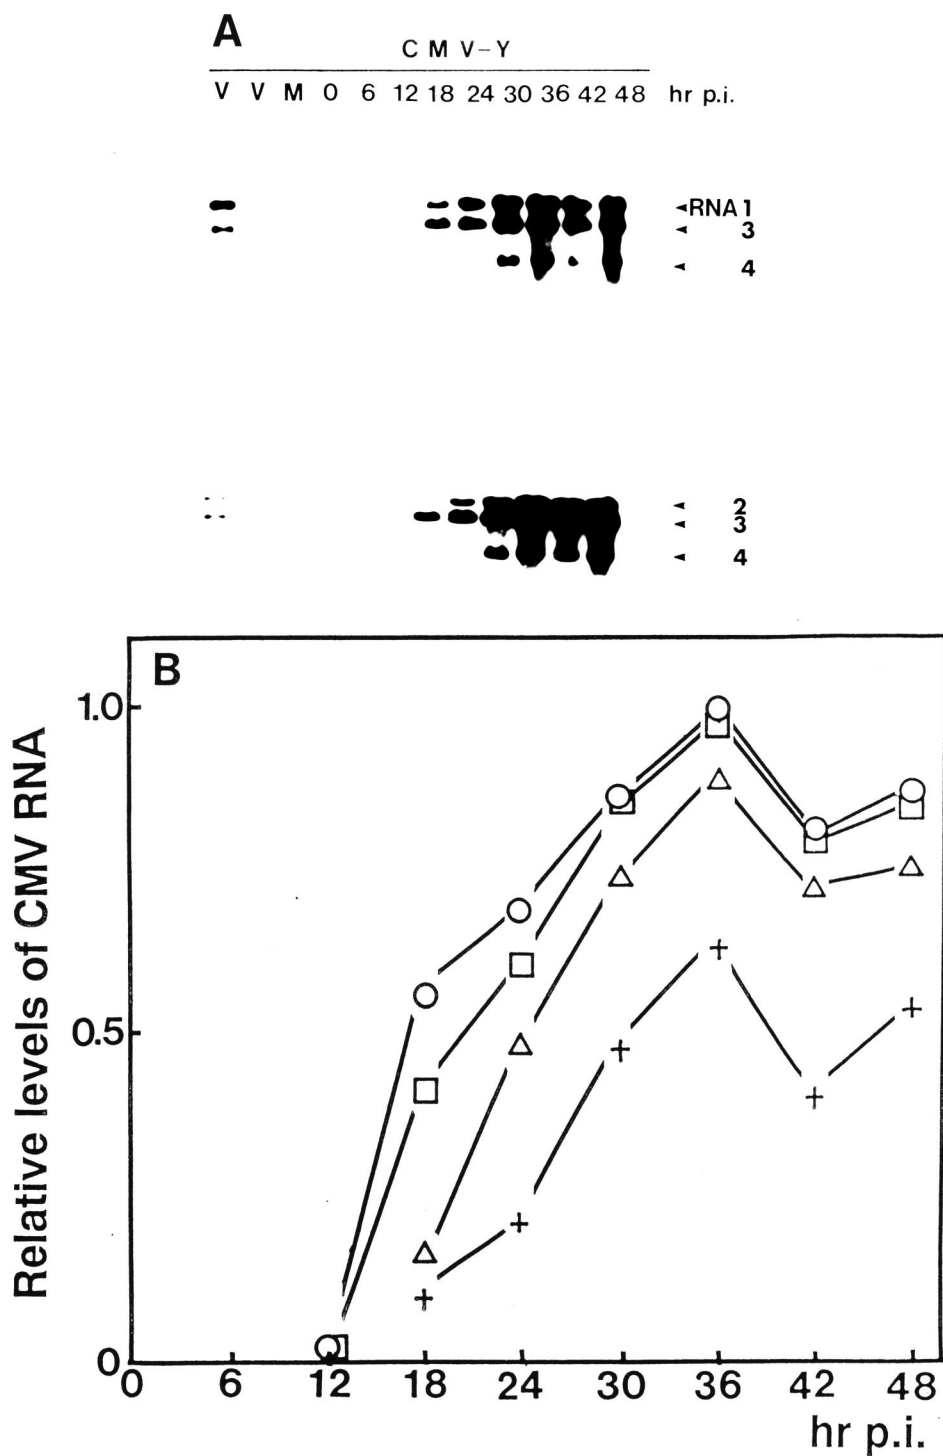 A
C M V-Y
V V M 0 6 12 18 24 30 36 42 48 hr p.i.
RNA 1
3
4
2
3
4
B
Relative levels of CMV RNA
1.0
0.5
0
0 6 12 18 24 30 36 42 48
hr p.i.